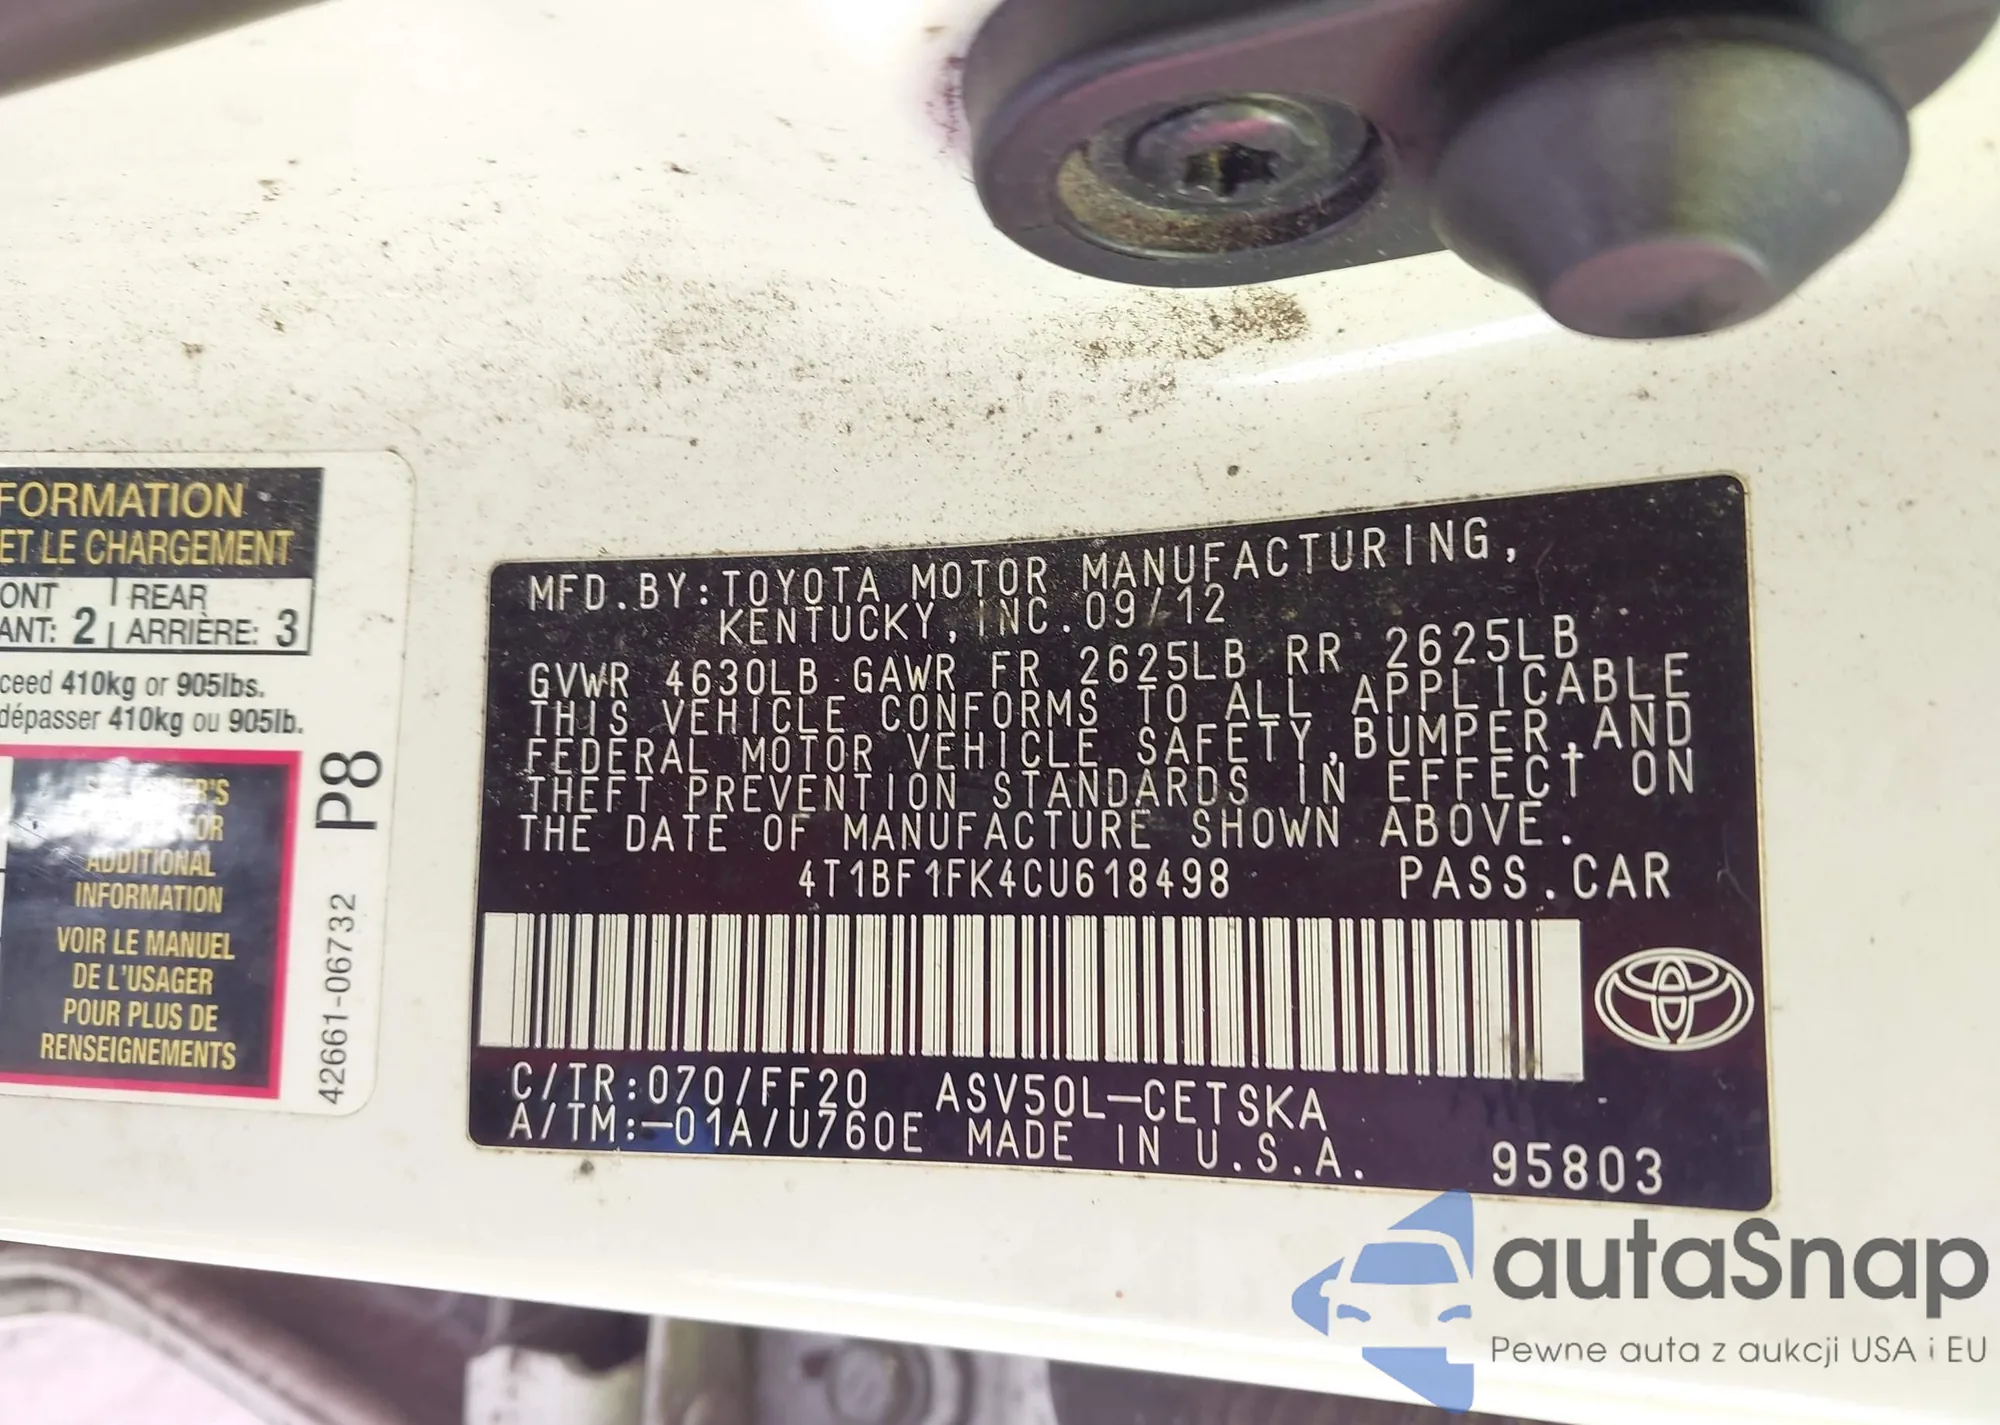 FORMATION
ET LE CHARGEMENT
ONT REAR
ANT: 2 ARRIÈRE: 3
ceed 410kg or 905lbs.
dépasser 410kg ou 905lb.
ADDITIONAL
INFORMATION
VOIR LE MANUEL
DE L'USAGER
POUR PLUS DE
RENSEIGNEMENTS
P8
42661-06732
MFD.BY:TOYOTA MOTOR MANUFACTURING,
KENTUCKY, INC. 09/12
GVWR 4630LB GAWR FR 2625LB RR 2625LB
THIS VEHICLE CONFORMS TO ALL APPLICABLE
FEDERAL MOTOR VEHICLE SAFETY, BUMPER, AND
THEFT PREVENTION STANDARDS IN EFFECT ON
THE DATE OF MANUFACTURE SHOWN ABOVE.
4T1BF1FK4CU618498 PASS.CAR
C/TR:070/FF20 ASV50L-CETSKA
A/TM:-01A/U760E MADE IN U.S.A. 95803
autaSnap
Pewne auta z aukcji USA i EU